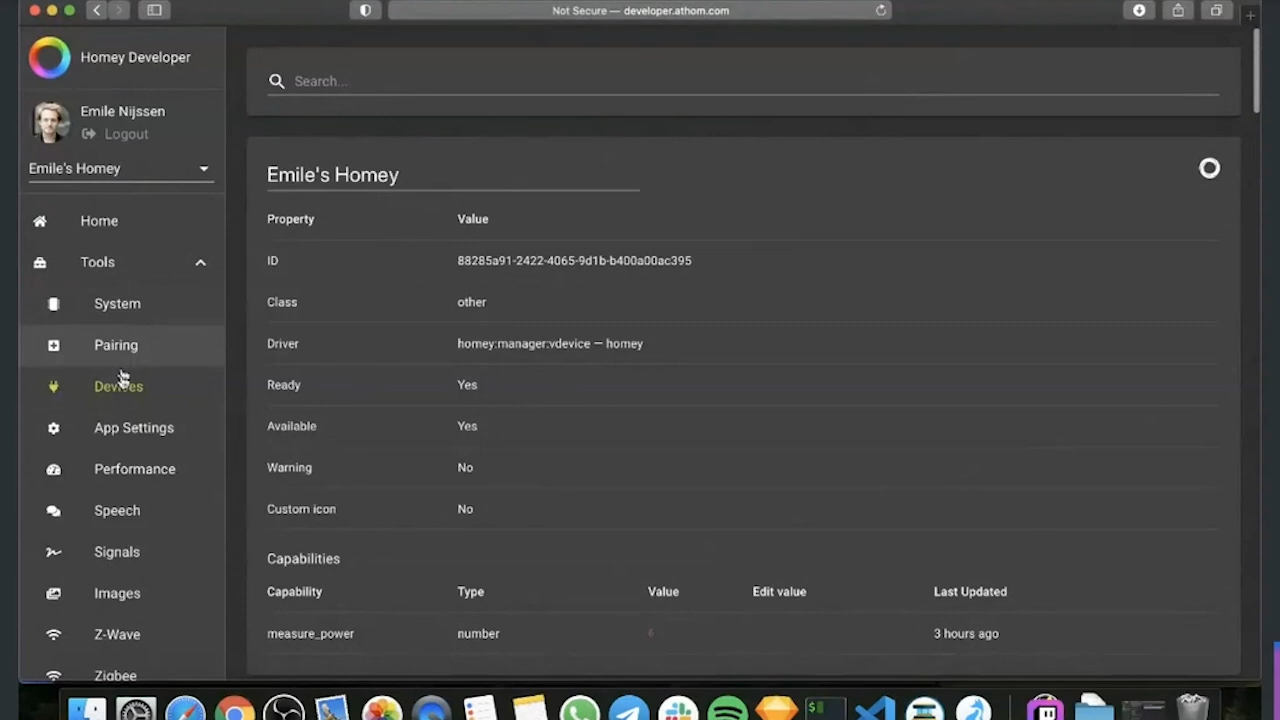 Not Secure — developer.athom.com
Homey Developer
Emile Nijssen
Logout
Emile's Homey
Home
Tools
System
Pairing
Devices
App Settings
Performance
Speech
Signals
Images
Z-Wave
Zigbee
Search...
Emile's Homey
Property Value
ID 88285a91-2422-4065-9d1b-b400a00ac395
Class other
Driver homey:manager:vdevice — homey
Ready Yes
Available Yes
Warning No
Custom icon No
Capabilities
Capability Type Value Edit value Last Updated
measure_power number 3 hours ago